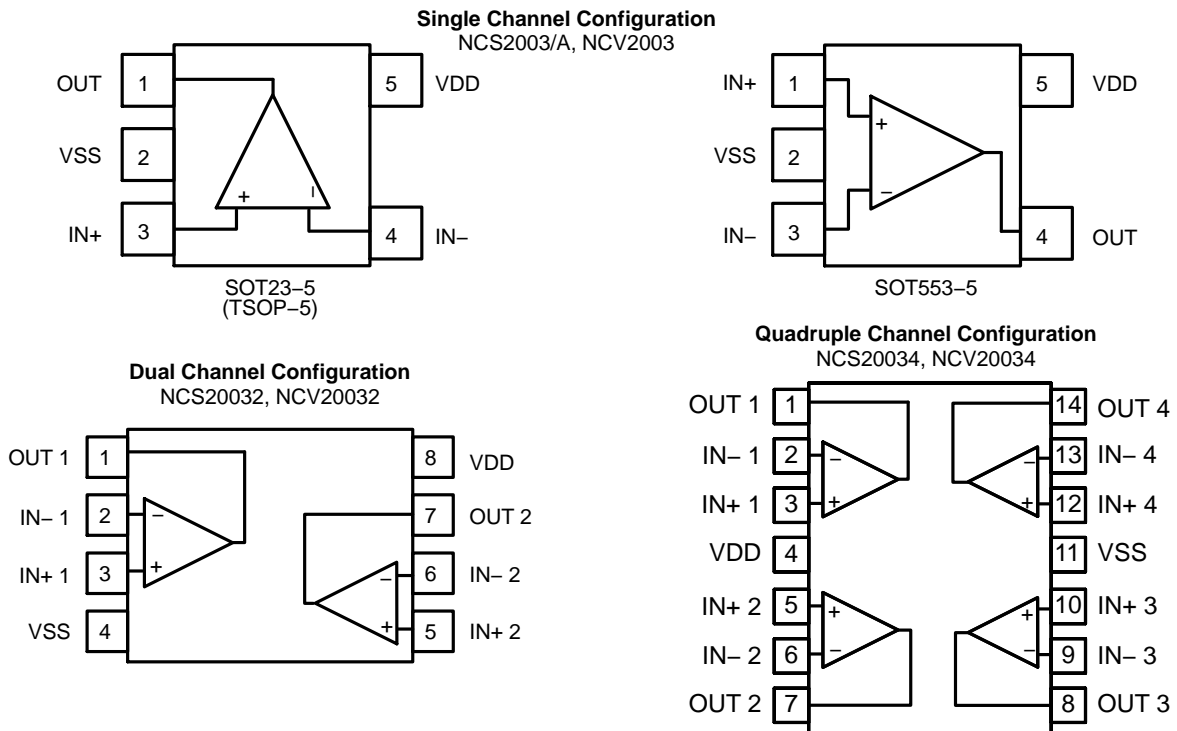 Single Channel Configuration
NCS2003/A, NCV2003
OUT 1 5 VDD
VSS 2
+ −
IN+ 3 4 IN−
SOT23−5
(TSOP−5)
IN+ 1 5 VDD
+
VSS 2
−
IN− 3 4 OUT
SOT553−5
Dual Channel Configuration
NCS20032, NCV20032
OUT 1 1 8 VDD
IN− 1 2 − 7 OUT 2
IN+ 1 3 + − 6 IN− 2
VSS 4 + 5 IN+ 2
Quadruple Channel Configuration
NCS20034, NCV20034
OUT 1 1 14 OUT 4
IN− 1 2 − − 13 IN− 4
IN+ 1 3 + + 12 IN+ 4
VDD 4 11 VSS
IN+ 2 5 + + 10 IN+ 3
IN− 2 6 − − 9 IN− 3
OUT 2 7 8 OUT 3